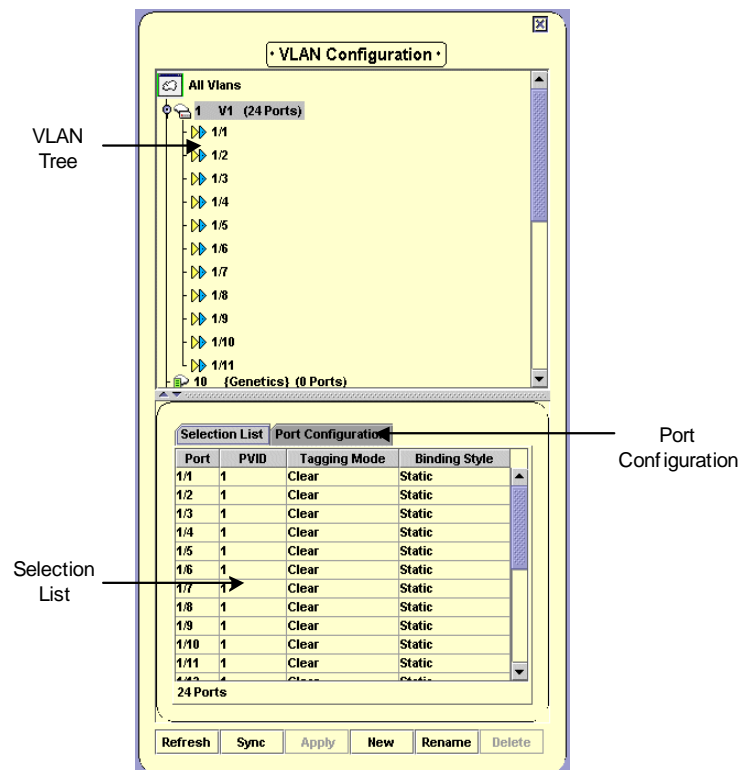 • VLAN Configuration •
All Vlans
1 V1 (24 Ports)
1/1
VLAN
Tree
1/2
1/3
1/4
1/5
1/6
1/7
1/8
1/9
1/10
1/11
10 {Genetics} (0 Ports)
Selection List Port Configuration
Port
Configuration
Port PVID Tagging Mode Binding Style
1/1 1 Clear Static
1/2 1 Clear Static
1/3 1 Clear Static
1/4 1 Clear Static
1/5 1 Clear Static
1/6 1 Clear Static
Selection
List
1/7 1 Clear Static
1/8 1 Clear Static
1/9 1 Clear Static
1/10 1 Clear Static
1/11 1 Clear Static
24 Ports
Refresh Sync Apply New Rename Delete